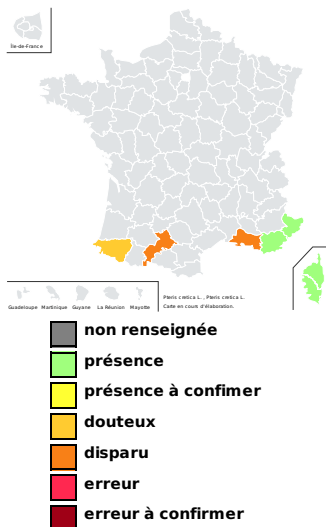 Île-de-France
Guadeloupe Martinique Guyane La Réunion Mayotte
Pteris cretica L., Pteris cretica L.
Carte en cours d'élaboration.
non renseignée
présence
présence à confimer
douteux
disparu
erreur
erreur à confirmer